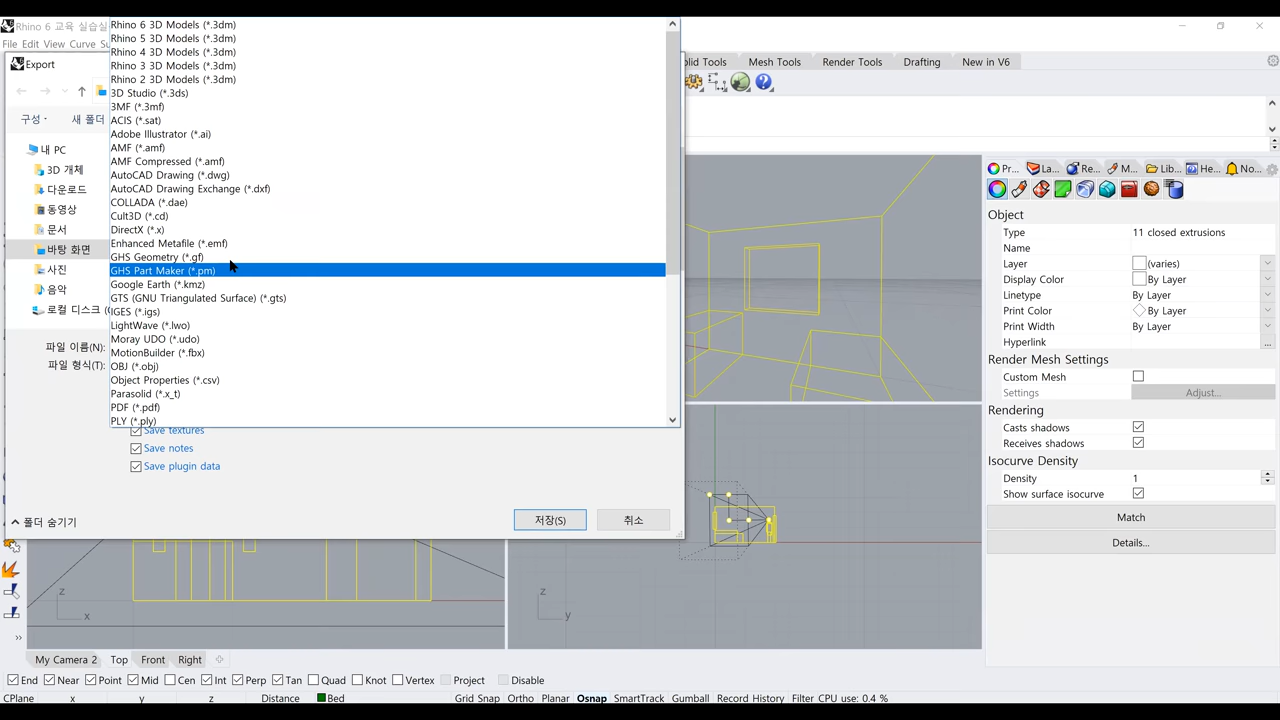 Rhino 6 교육 실습실
File Edit View Curve Su
Export
구성
새 폴더
내 PC
3D 개체
다운로드
동영상
문서
바탕 화면
사진
음악
로컬 디스크 (
파일 이름(N):
파일 형식(T):
Rhino 6 3D Models (*.3dm)
Rhino 5 3D Models (*.3dm)
Rhino 4 3D Models (*.3dm)
Rhino 3 3D Models (*.3dm)
Rhino 2 3D Models (*.3dm)
3D Studio (*.3ds)
3MF (*.3mf)
ACIS (*.sat)
Adobe Illustrator (*.ai)
AMF (*.amf)
AMF Compressed (*.amf)
AutoCAD Drawing (*.dwg)
AutoCAD Drawing Exchange (*.dxf)
COLLADA (*.dae)
Cult3D (*.cd)
DirectX (*.x)
Enhanced Metafile (*.emf)
GHS Geometry (*.gf)
GHS Part Maker (*.pm)
Google Earth (*.kmz)
GTS (GNU Triangulated Surface) (*.gts)
IGES (*.igs)
LightWave (*.lwo)
Moray UDO (*.udo)
MotionBuilder (*.fbx)
OBJ (*.obj)
Object Properties (*.csv)
Parasolid (*.x_t)
PDF (*.pdf)
PLY (*.ply)
Save textures
Save notes
Save plugin data
폴더 숨기기
저장(S)
취소
olid Tools Mesh Tools Render Tools Drafting New in V6
Pr... La... Re... M... Lib... He... No...
Object
Type 11 closed extrusions
Name
Layer (varies)
Display Color By Layer
Linetype By Layer
Print Color By Layer
Print Width By Layer
Hyperlink ...
Render Mesh Settings
Custom Mesh
Settings Adjust...
Rendering
Casts shadows
Receives shadows
Isocurve Density
Density 1
Show surface isocurve
Match
Details...
z
x
z
y
My Camera 2 Top Front Right
End Near Point Mid Cen Int Perp Tan Quad Knot Vertex Project Disable
CPlane x y z Distance Bed Grid Snap Ortho Planar Osnap SmartTrack Gumball Record History Filter CPU use: 0.4 %